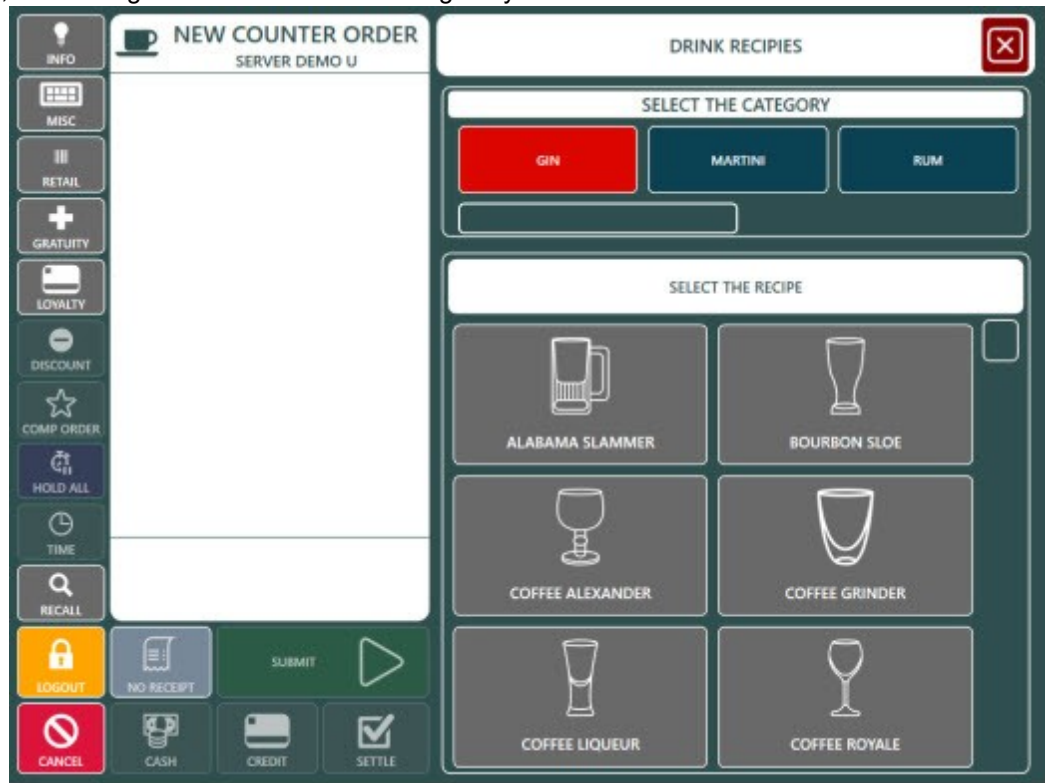 INFO
MISC
RETAIL
GRATUITY
LOYALTY
DISCOUNT
COMP ORDER
HOLD ALL
TIME
RECALL
LOGOUT
CANCEL
NEW COUNTER ORDER
SERVER DEMO U
NO RECEIPT
SUBMIT
CASH
CREDIT
SETTLE
DRINK RECIPIES
SELECT THE CATEGORY
GIN
MARTINI
RUM
SELECT THE RECIPE
ALABAMA SLAMMER
BOURBON SLOE
COFFEE ALEXANDER
COFFEE GRINDER
COFFEE LIQUEUR
COFFEE ROYALE